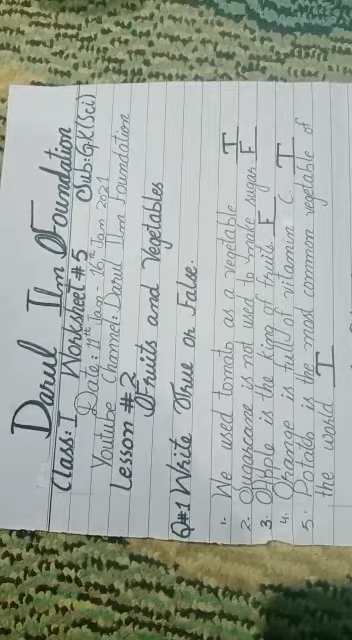 Darul Ilm Foundation
Class: I Worksheet #5 Sub: G.K(Sci)
Date: 11th Jan - 16th Jan 2021
Youtube Channel: Darul Ilm Foundation
Lesson #2
Fruits and Vegetables
Q#1 Write True or False.
1. We used tomato as a vegetable T
2. Sugarcane is not used to make sugar. F
3. Apple is the king of fruits. F
4. Orange is full of vitamin C. T
5. Potato is the most common vegetable of
the world. T